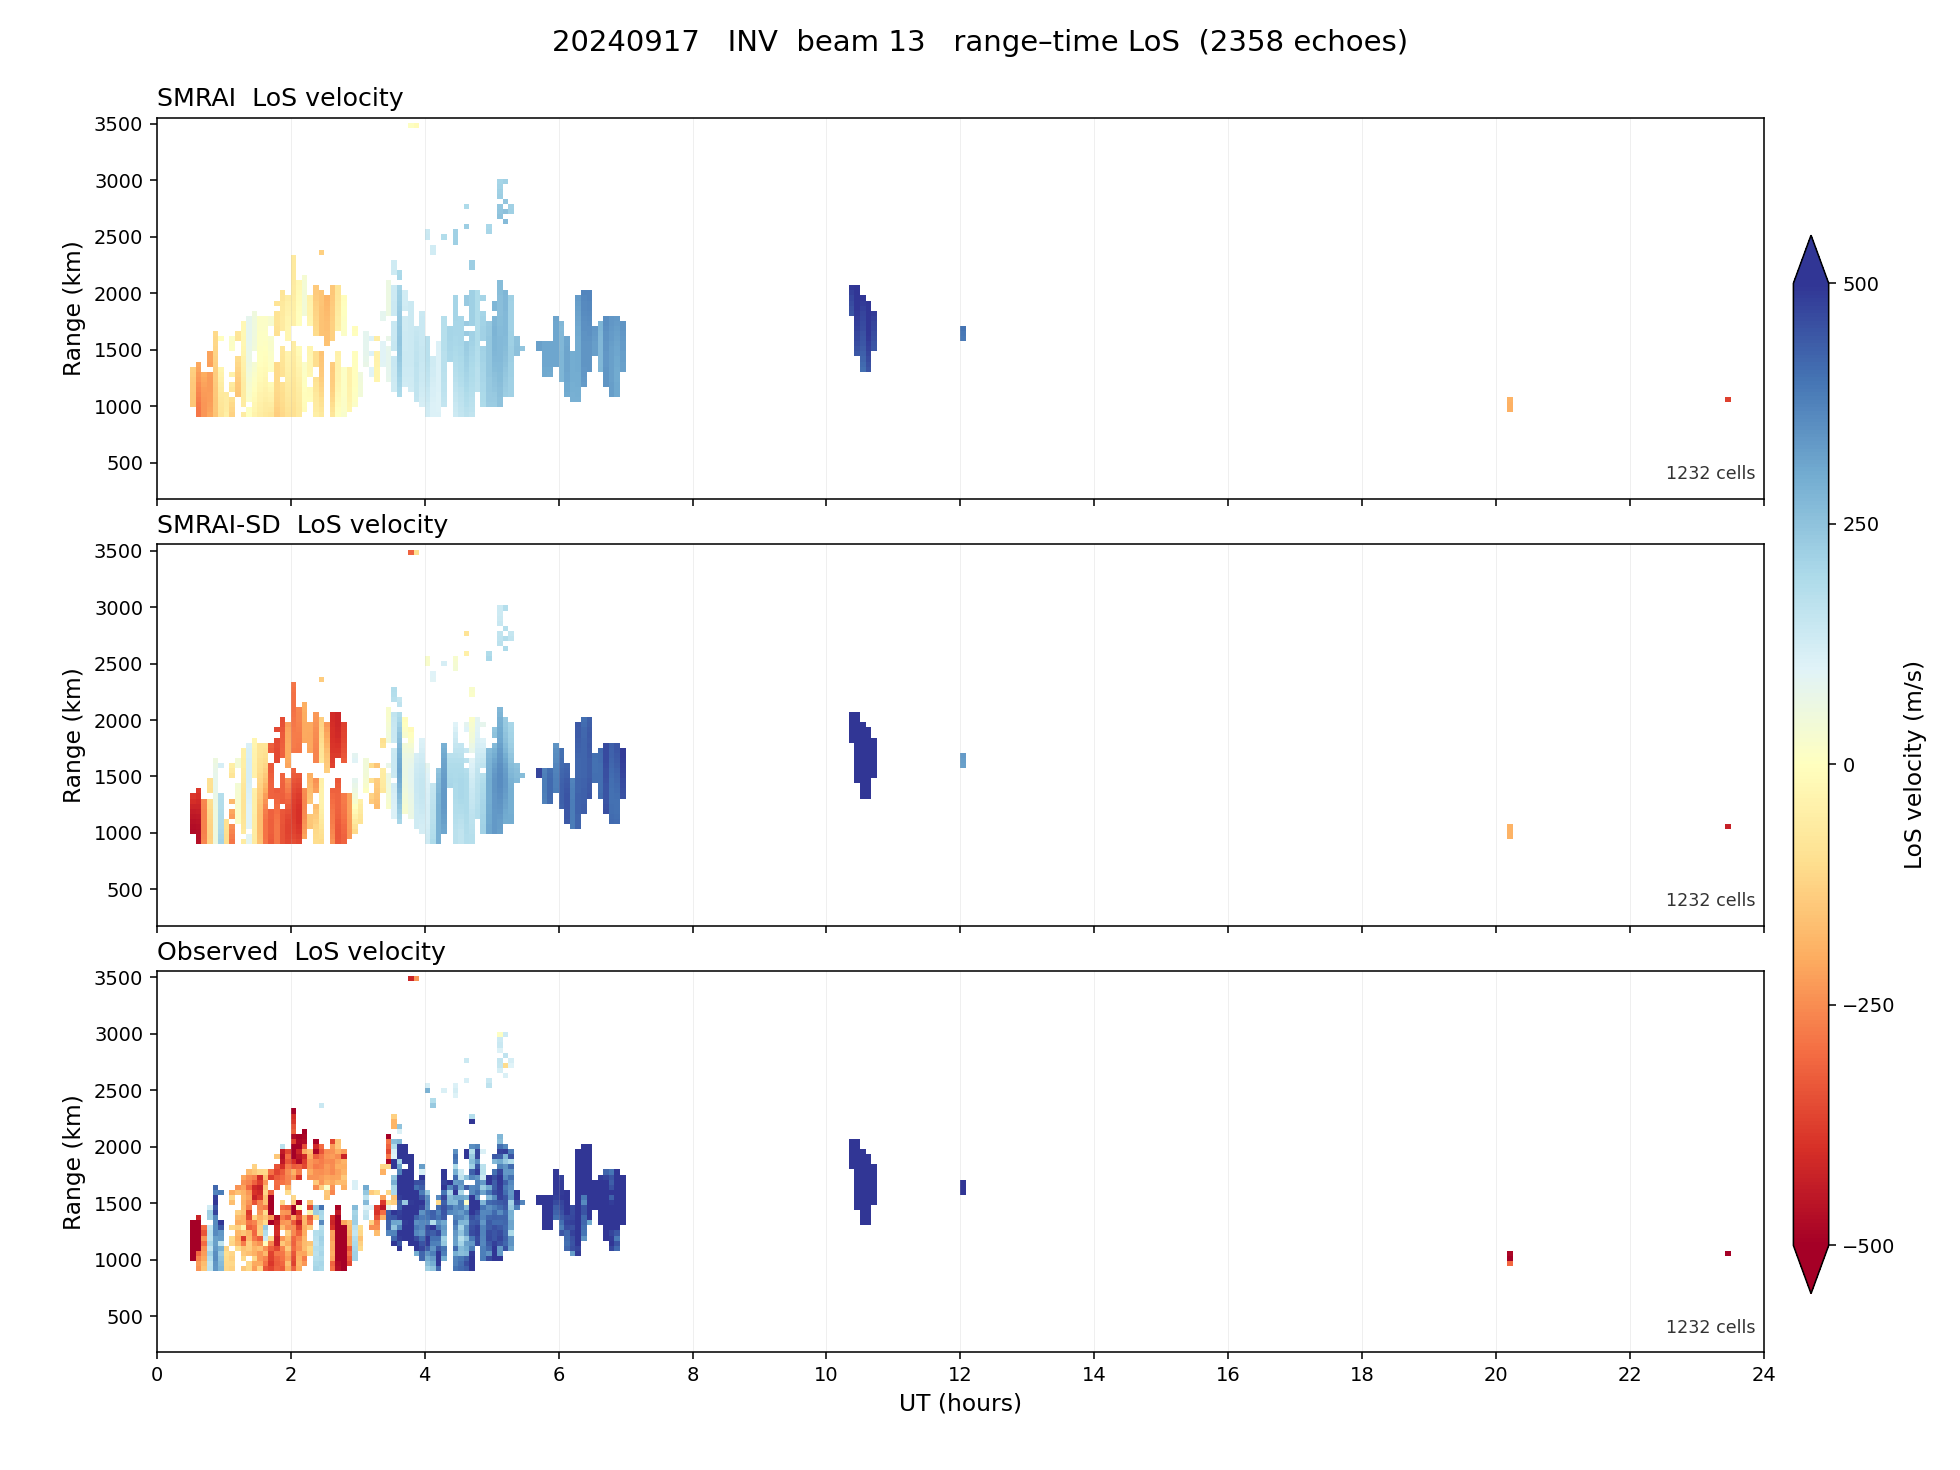 20240917   INV  beam 13   range–time LoS  (2358 echoes)
SMRAI  LoS velocity
3500
3000
2500
2000
1500
1000
500
Range (km)
1232 cells
SMRAI-SD  LoS velocity
3500
3000
2500
2000
1500
1000
500
Range (km)
1232 cells
Observed  LoS velocity
3500
3000
2500
2000
1500
1000
500
Range (km)
1232 cells
0 2 4 6 8 10 12 14 16 18 20 22 24
UT (hours)
500
250
0
−250
−500
LoS velocity (m/s)